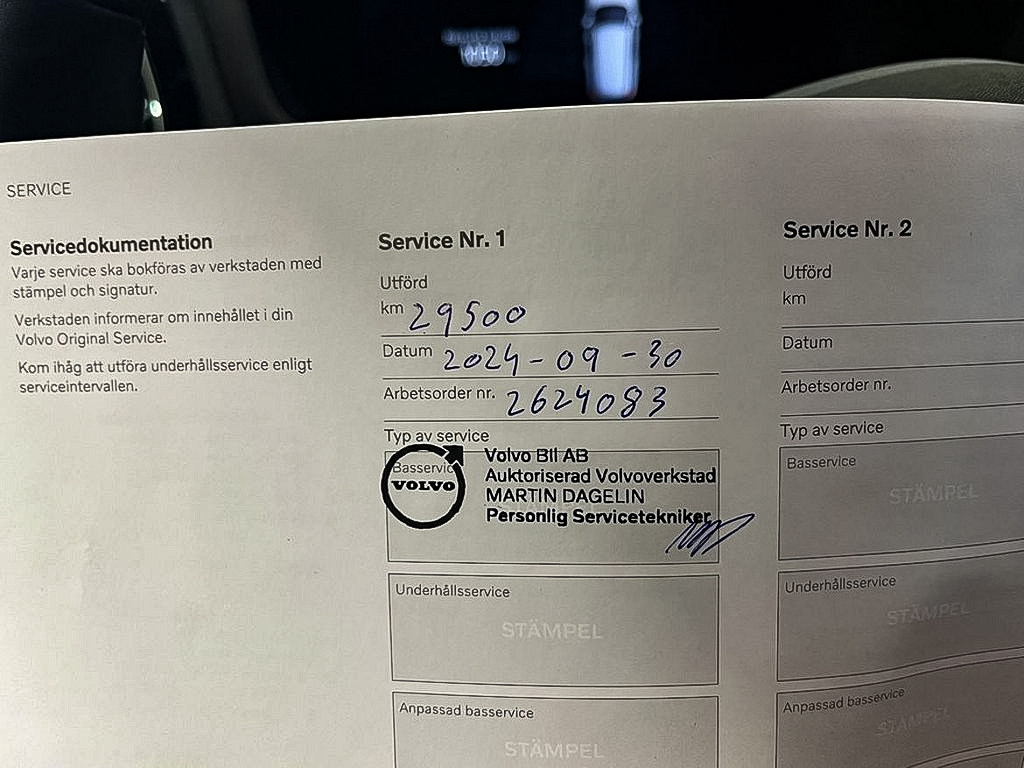 SERVICE
Servicedokumentation
Varje service ska bokföras av verkstaden med
stämpel och signatur.
Verkstaden informerar om innehållet i din
Volvo Original Service.
Kom ihåg att utföra underhållsservice enligt
serviceintervallen.
Service Nr. 1
Utförd
km 29500
Datum 2024-09-30
Arbetsorder nr. 2624083
Typ av service
Basservice
VOLVO
Volvo Bil AB
Auktoriserad Volvoverkstad
MARTIN DAGELIN
Personlig Servicetekniker
Underhållsservice
STÄMPEL
Anpassad basservice
STÄMPEL
Service Nr. 2
Utförd
km
Datum
Arbetsorder nr.
Typ av service
Basservice
STÄMPEL
Underhållsservice
STÄMPEL
Anpassad basservice
STÄMPEL